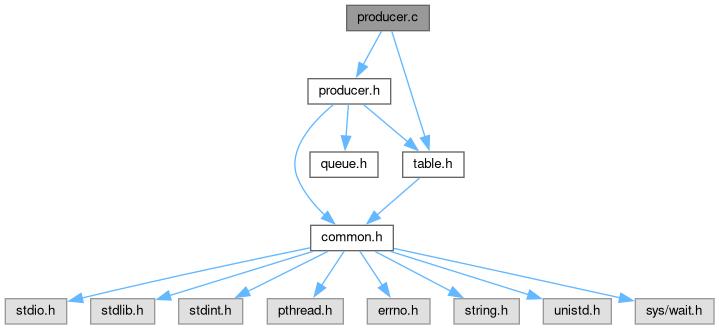 producer.c
producer.h
queue.h
table.h
common.h
stdio.h
stdlib.h
stdint.h
pthread.h
errno.h
string.h
unistd.h
sys/wait.h